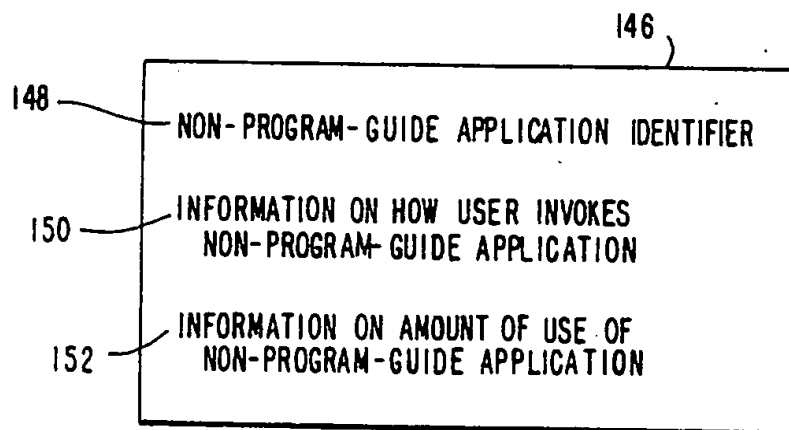 146
148
NON-PROGRAM-GUIDE APPLICATION IDENTIFIER
150
INFORMATION ON HOW USER INVOKES
NON-PROGRAM-GUIDE APPLICATION
152
INFORMATION ON AMOUNT OF USE OF
NON-PROGRAM-GUIDE APPLICATION